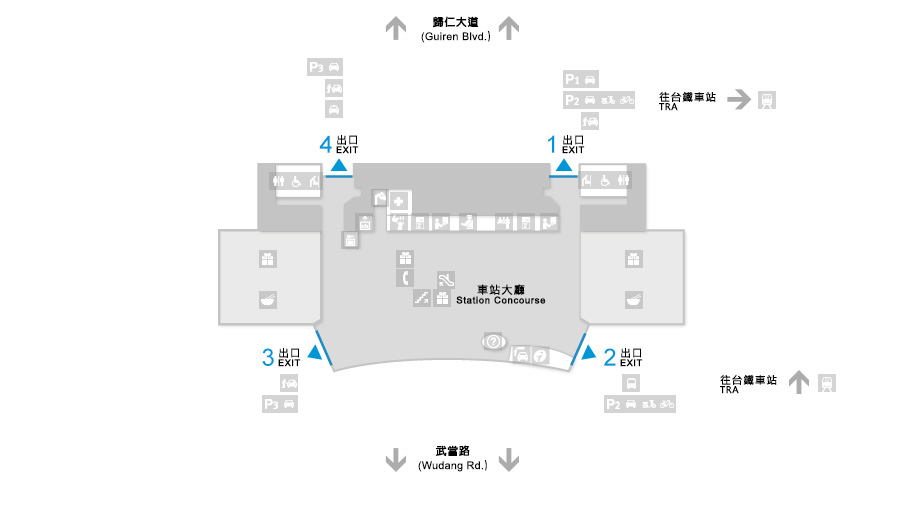 歸仁大道
(Guiren Blvd.)
P3
P1
P2
往台鐵車站
TRA
4 出口
EXIT
1 出口
EXIT
車站大廳
Station Concourse
3 出口
EXIT
2 出口
EXIT
P3
P2
往台鐵車站
TRA
武當路
(Wudang Rd.)